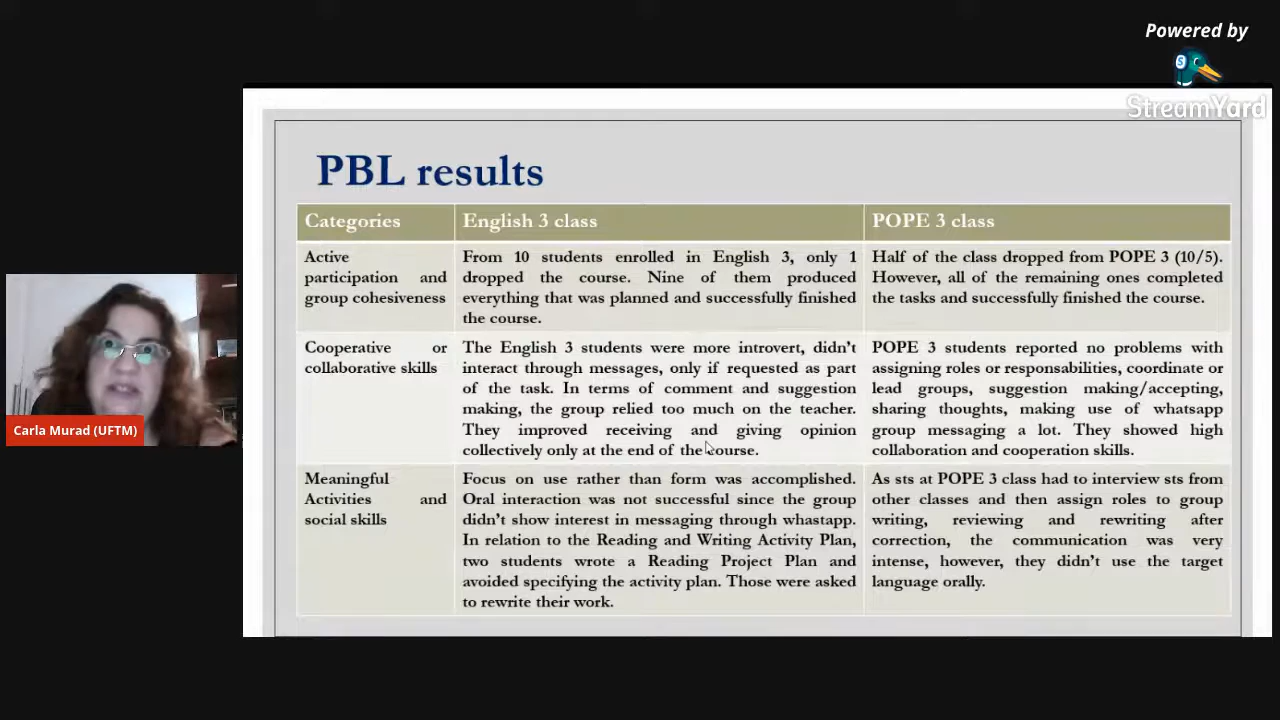 Powered by
StreamYard
PBL results
Categories
English 3 class
POPE 3 class
Active
participation and
group cohesiveness
From 10 students enrolled in English 3, only 1
dropped the course. Nine of them produced
everything that was planned and successfully finished
the course.
Half of the class dropped from POPE 3 (10/5).
However, all of the remaining ones completed
the tasks and successfully finished the course.
Cooperative or
collaborative skills
The English 3 students were more introvert, didn't
interact through messages, only if requested as part
of the task. In terms of comment and suggestion
making, the group relied too much on the teacher.
They improved receiving and giving opinion
collectively only at the end of the course.
POPE 3 students reported no problems with
assigning roles or responsabilities, coordinate or
lead groups, suggestion making/accepting,
sharing thoughts, making use of whatsapp
group messaging a lot. They showed high
collaboration and cooperation skills.
Meaningful
Activities and
social skills
Focus on use rather than form was accomplished.
Oral interaction was not successful since the group
didn't show interest in messaging through whastapp.
In relation to the Reading and Writing Activity Plan,
two students wrote a Reading Project Plan and
avoided specifying the activity plan. Those were asked
to rewrite their work.
As sts at POPE 3 class had to interview sts from
other classes and then assign roles to group
writing, reviewing and rewriting after
correction, the communication was very
intense, however, they didn't use the target
language orally.
Carla Murad (UFTM)